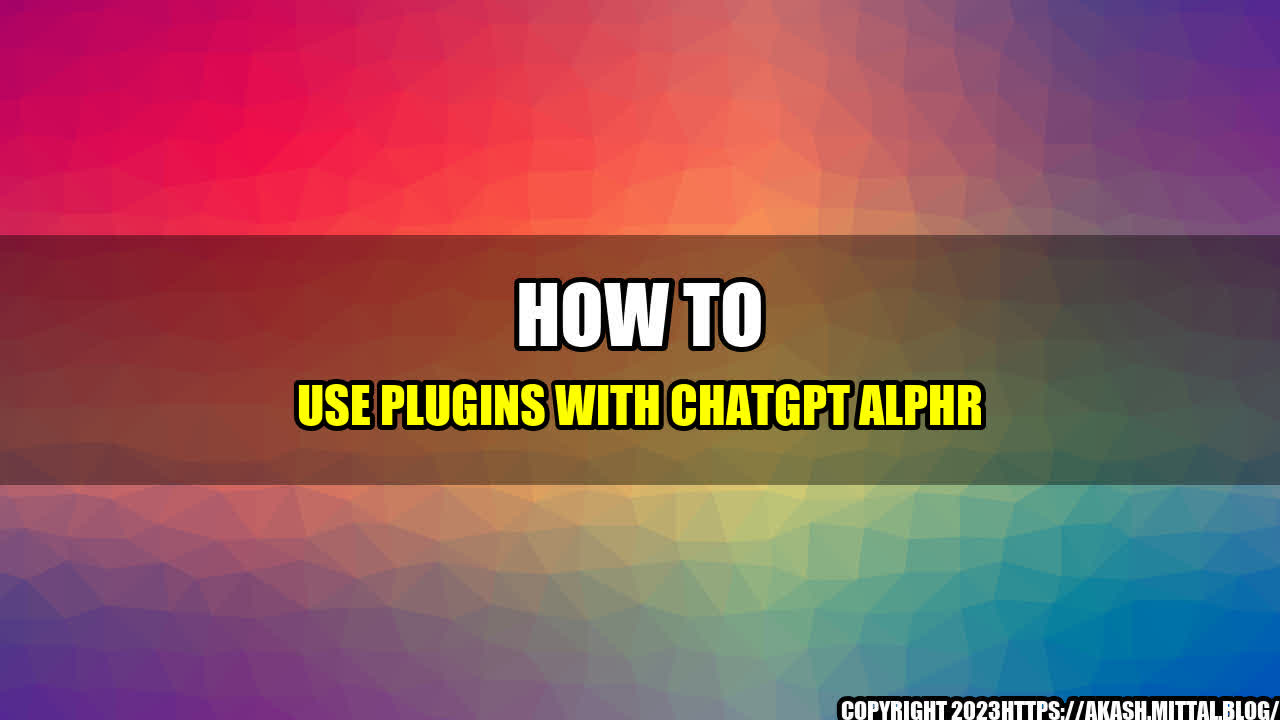 HOW TO
USE PLUGINS WITH CHATGPT ALPHR
COPYRIGHT 2023HTTPS://AKASH.MITTAL.BLOG/